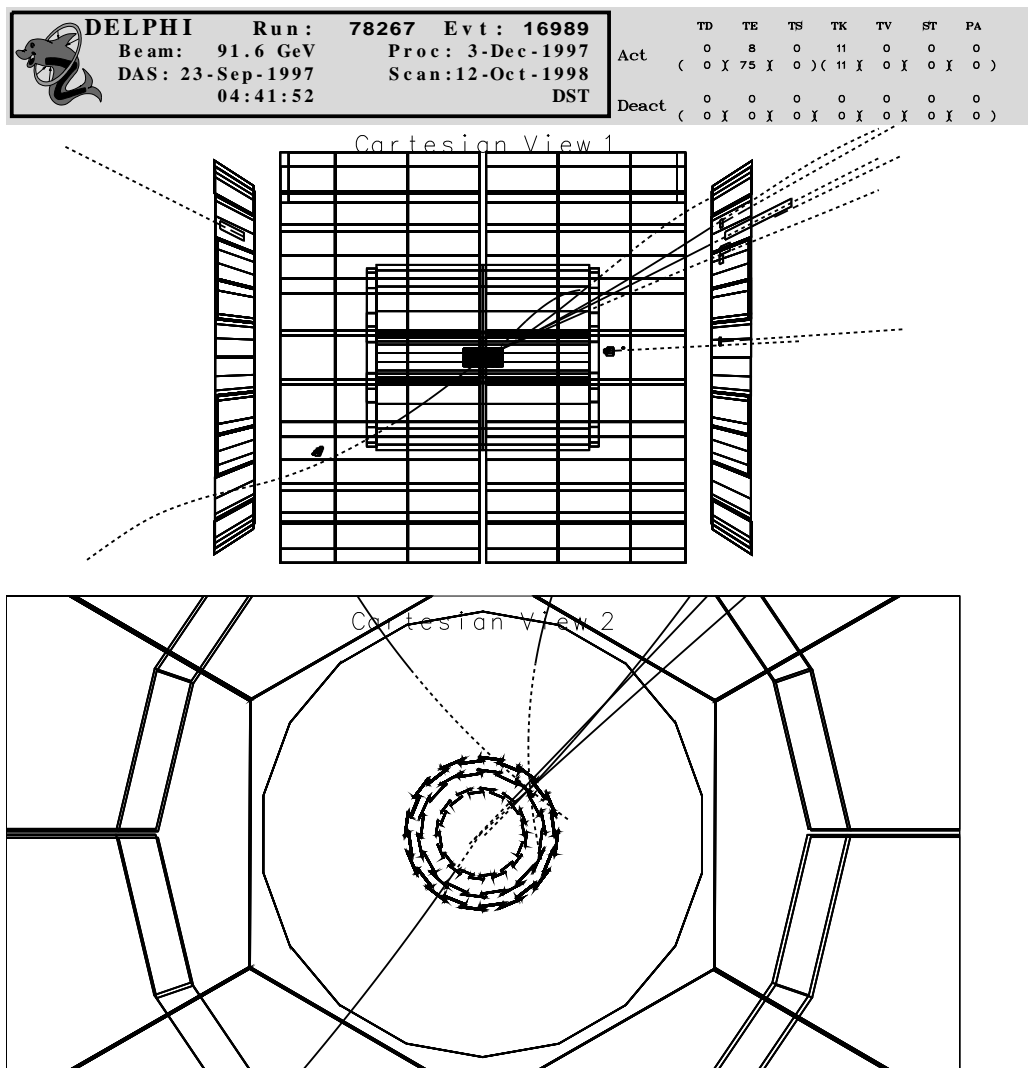 DELPHI Run: 78267 Evt: 16989
Beam: 91.6 GeV Proc: 3-Dec-1997
DAS: 23-Sep-1997 Scan:12-Oct-1998
04:41:52 DST
TD TE TS TK TV ST PA
Act 0 8 0 11 0 0 0
( 0 )( 75 )( 0 )( 11 )( 0 )( 0 )( 0 )
Deact 0 0 0 0 0 0 0
( 0 )( 0 )( 0 )( 0 )( 0 )( 0 )( 0 )
Cartesian View 1
Cartesian View 2